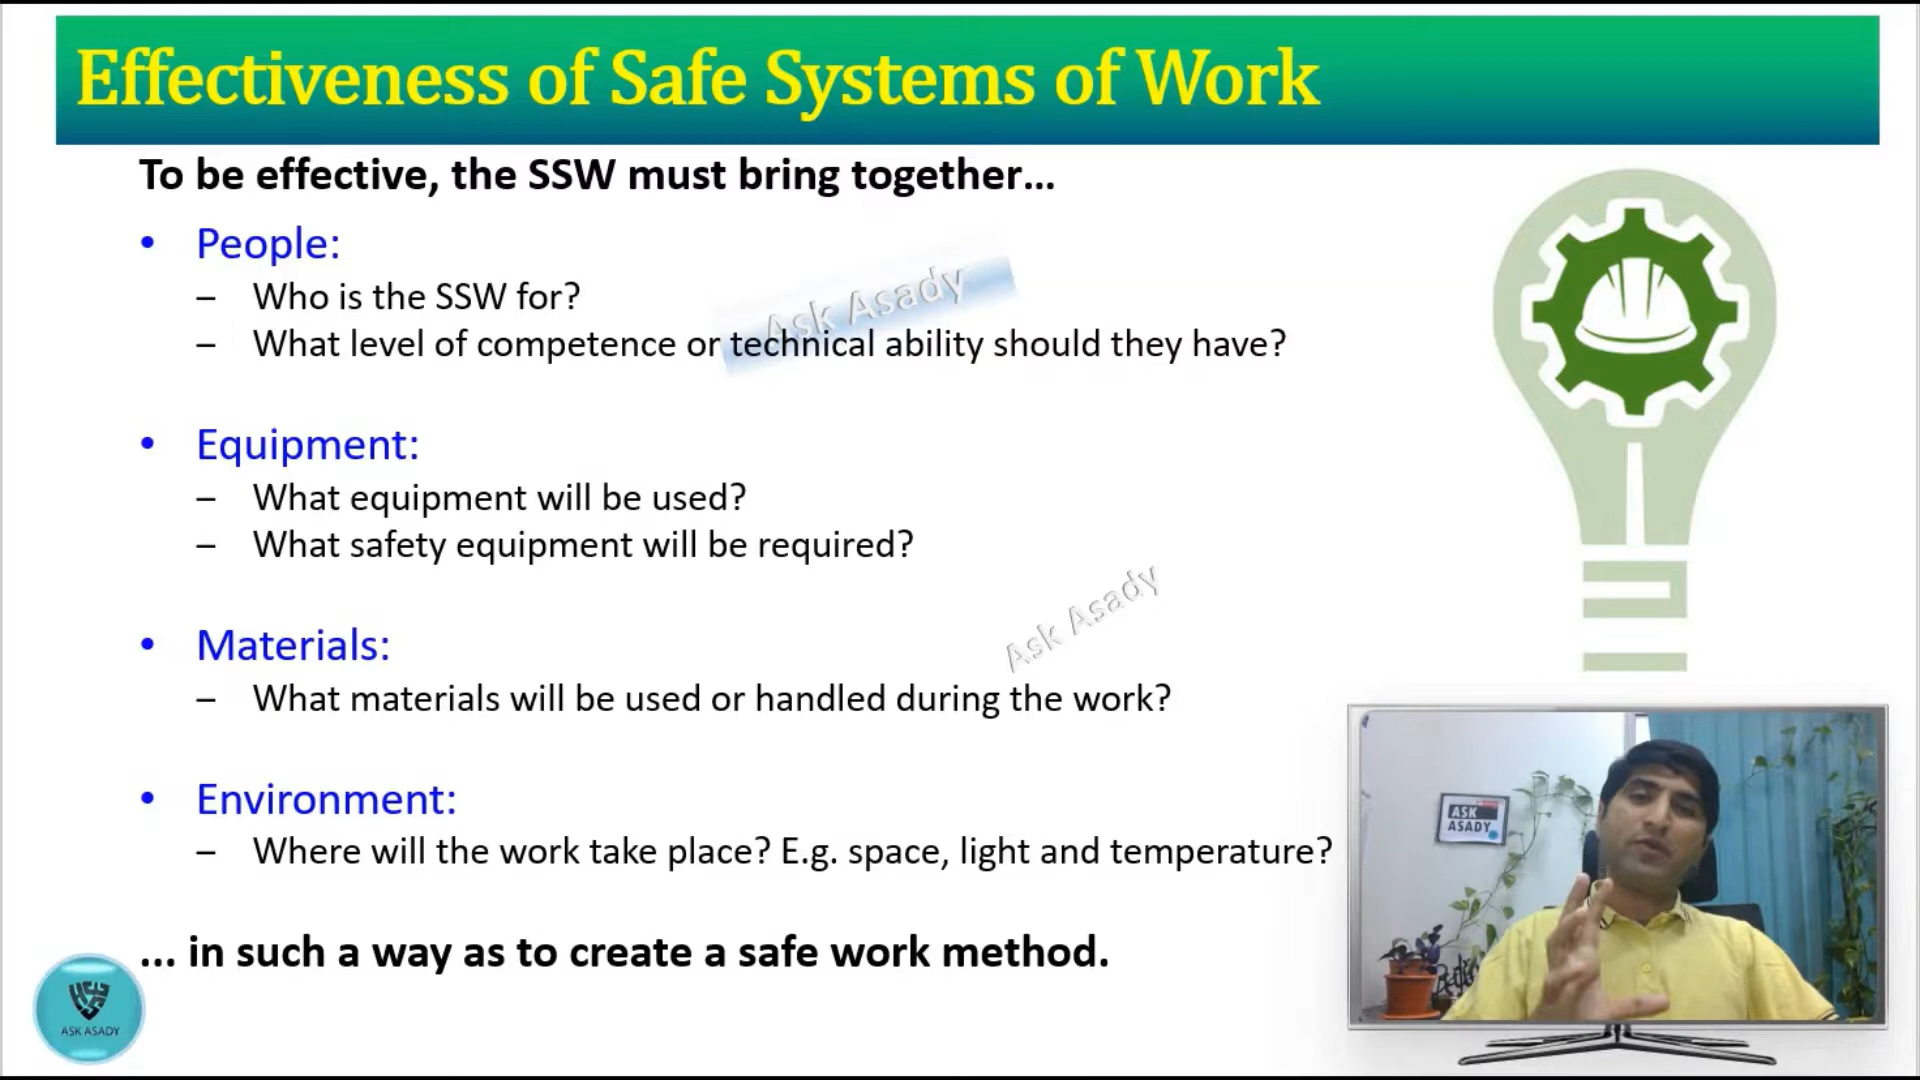 Effectiveness of Safe Systems of Work
To be effective, the SSW must bring together...
• People:
– Who is the SSW for?
– What level of competence or technical ability should they have?
Ask Asady
• Equipment:
– What equipment will be used?
– What safety equipment will be required?
Ask Asady
• Materials:
– What materials will be used or handled during the work?
• Environment:
– Where will the work take place? E.g. space, light and temperature?
... in such a way as to create a safe work method.
ASK ASADY
ASK
ASADY